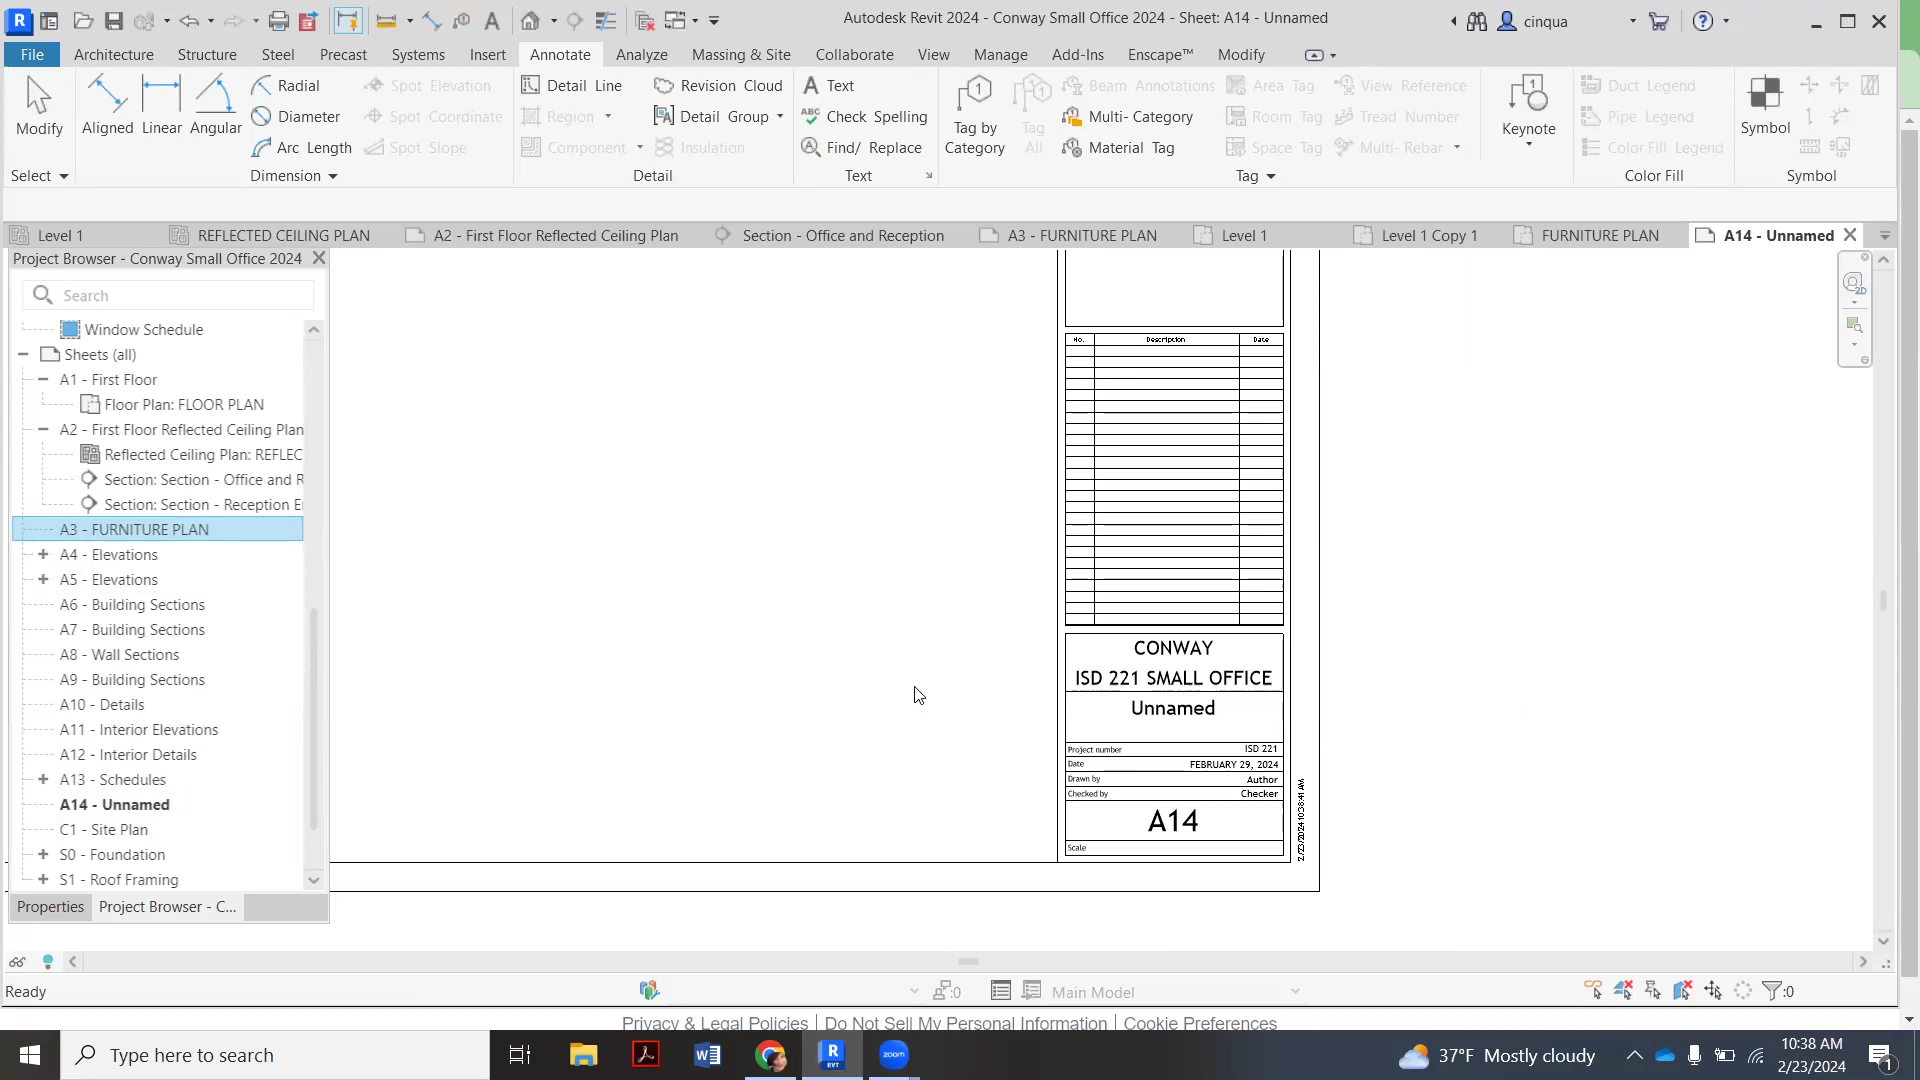 R
Autodesk Revit 2024 - Conway Small Office 2024 - Sheet: A14 - Unnamed
cinqua
File Architecture Structure Steel Precast Systems Insert Annotate Analyze Massing & Site Collaborate View Manage Add-Ins Enscape™ Modify
Modify
Select
Aligned Linear Angular
Radial
Diameter
Arc Length
Spot Elevation
Spot Coordinate
Spot Slope
Dimension
Detail Line
Region
Component
Revision Cloud
Detail Group
Insulation
Detail
Text
Check Spelling
Find/ Replace
Text
Tag by Category
Tag All
Beam Annotations
Multi- Category
Material Tag
Area Tag
Room Tag
Space Tag
View Reference
Tread Number
Multi- Rebar
Tag
Keynote
Duct Legend
Pipe Legend
Color Fill Legend
Color Fill
Symbol
Symbol
Level 1 REFLECTED CEILING PLAN A2 - First Floor Reflected Ceiling Plan Section - Office and Reception A3 - FURNITURE PLAN Level 1 Level 1 Copy 1 FURNITURE PLAN A14 - Unnamed
Project Browser - Conway Small Office 2024
Search
Window Schedule
Sheets (all)
A1 - First Floor
Floor Plan: FLOOR PLAN
A2 - First Floor Reflected Ceiling Plan
Reflected Ceiling Plan: REFLEC
Section: Section - Office and R
Section: Section - Reception E
A3 - FURNITURE PLAN
A4 - Elevations
A5 - Elevations
A6 - Building Sections
A7 - Building Sections
A8 - Wall Sections
A9 - Building Sections
A10 - Details
A11 - Interior Elevations
A12 - Interior Details
A13 - Schedules
A14 - Unnamed
C1 - Site Plan
S0 - Foundation
S1 - Roof Framing
Properties Project Browser - C...
2D
No. Description Date
CONWAY
ISD 221 SMALL OFFICE
Unnamed
Project number ISD 221
Date FEBRUARY 29, 2024
Drawn by Author
Checked by Checker
A14
Scale
2/23/2024 10:38:41 AM
Ready
:0
Main Model
:0
Privacy & Legal Policies | Do Not Sell My Personal Information | Cookie Preferences
Type here to search
zoom
37°F Mostly cloudy
10:38 AM
2/23/2024
1